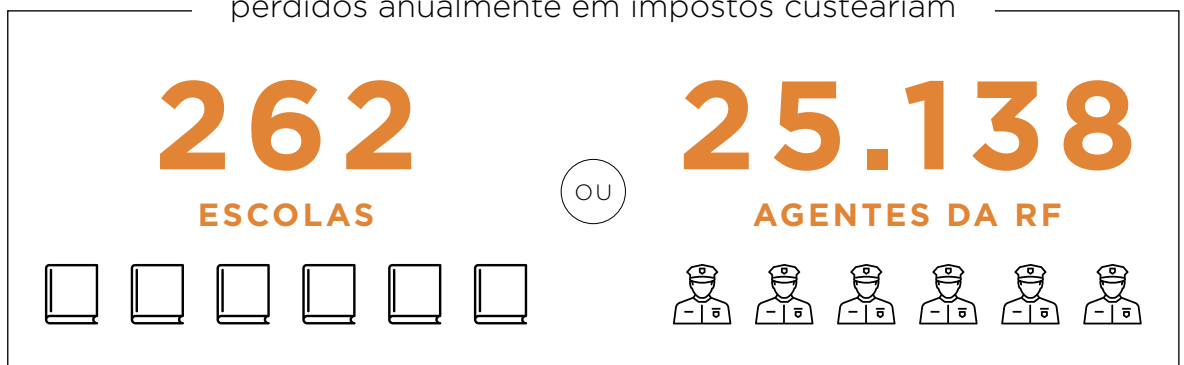 perdidos anualmente em impostos custeariam
262
ESCOLAS
OU
25.138
AGENTES DA RF